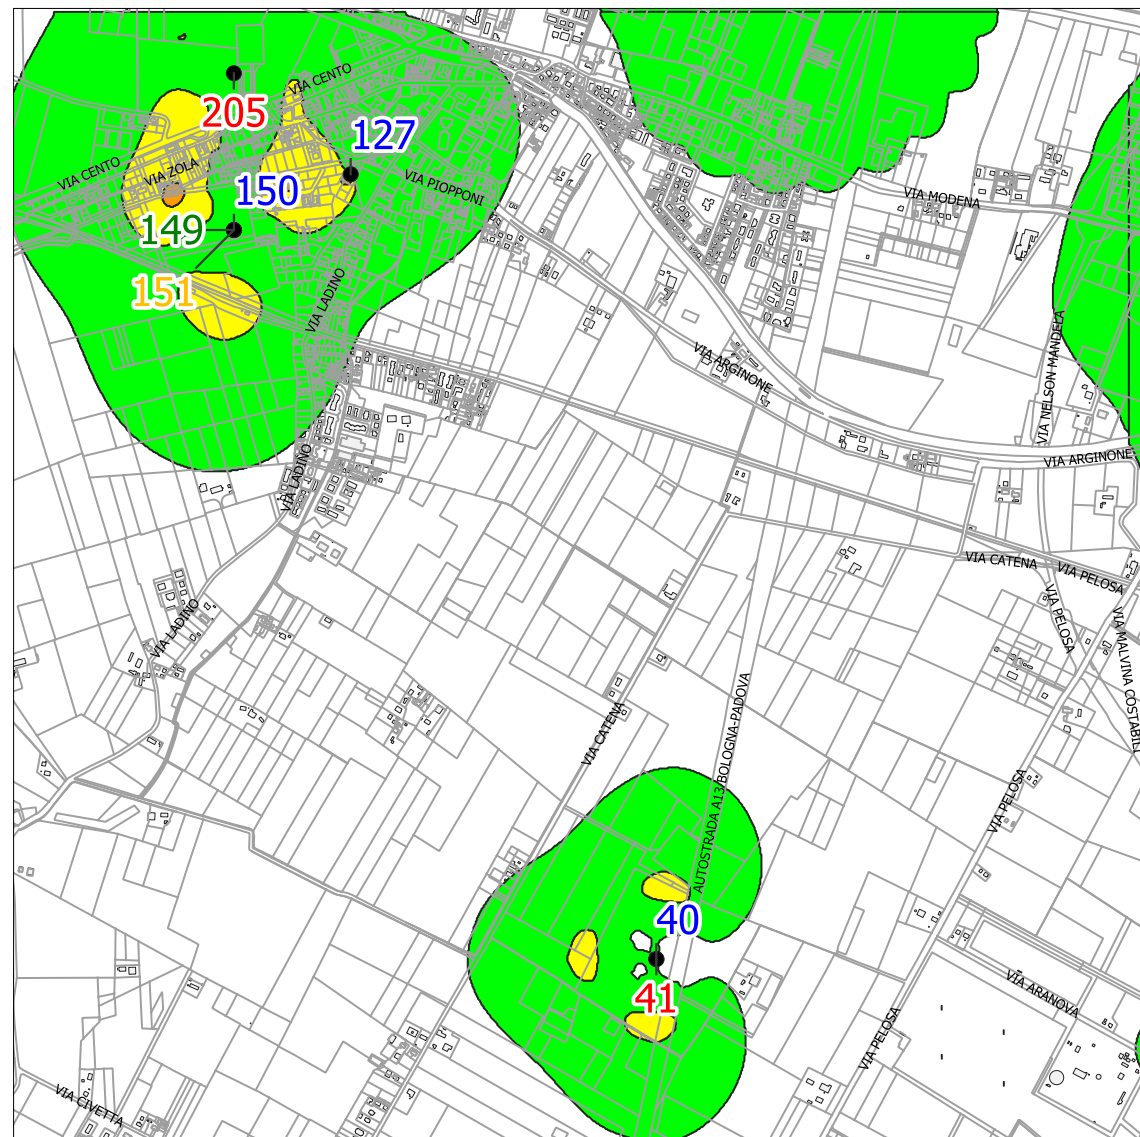 VIA CENTO
205
127
VIA CENTO
VIA ZOLA
VIA PIOPPONI
150
VIA MODENA
149
151
VIA LADINO
VIA NELSON MANDELA
VIA ARGINONE
VIA ARGINONE
VIA LADINO
VIA CATENA
VIA PELOSA
VIA PELOSA
VIA LADINO
VIA MALVINA COSTABILI
VIA CATENA
AUTOSTRADA A13/BOLOGNA-PADOVA
VIA PELOSA
40
41
VIA ARANOVA
VIA PELOSA
VIA CIVETTA